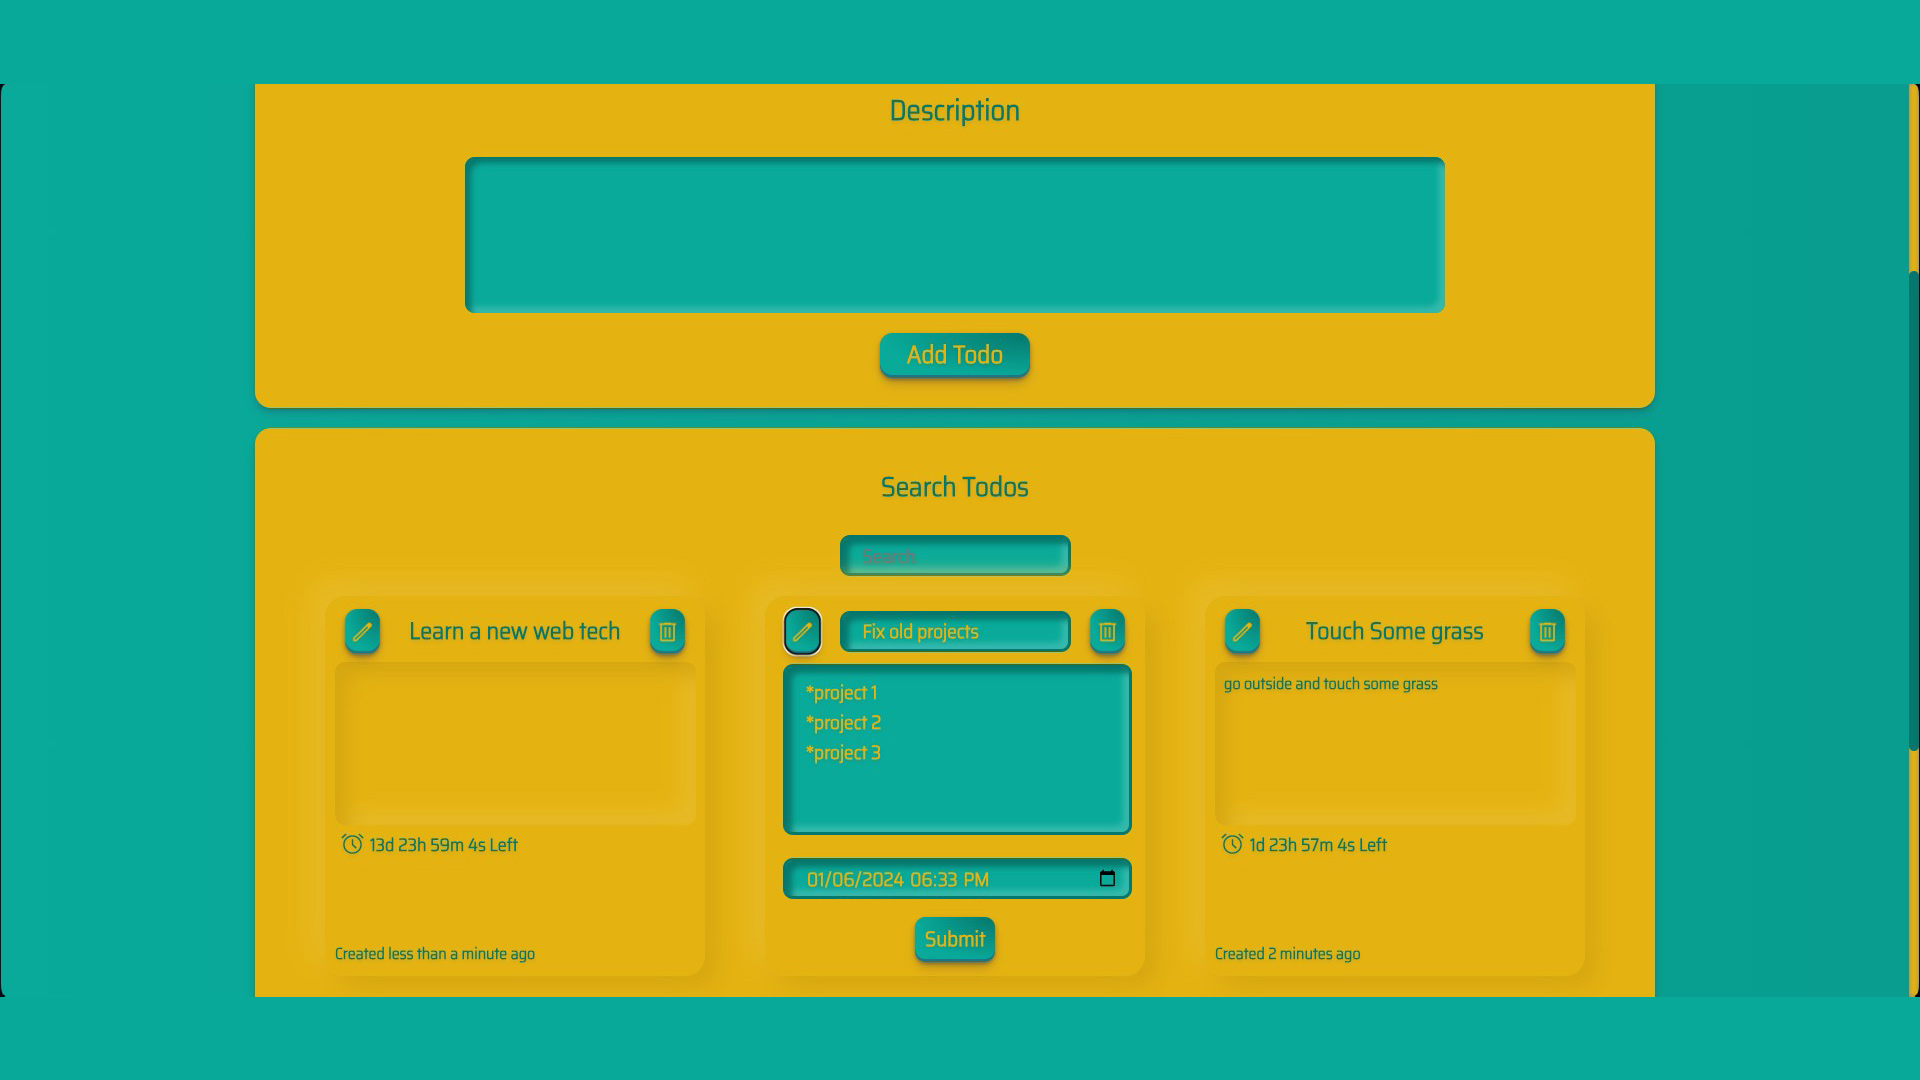 Description
Add Todo
Search Todos
Search
Learn a new web tech
13d 23h 59m 4s Left
Created less than a minute ago
Fix old projects
*project 1
*project 2
*project 3
01/06/2024 06:33 PM
Submit
Touch Some grass
go outside and touch some grass
1d 23h 57m 4s Left
Created 2 minutes ago